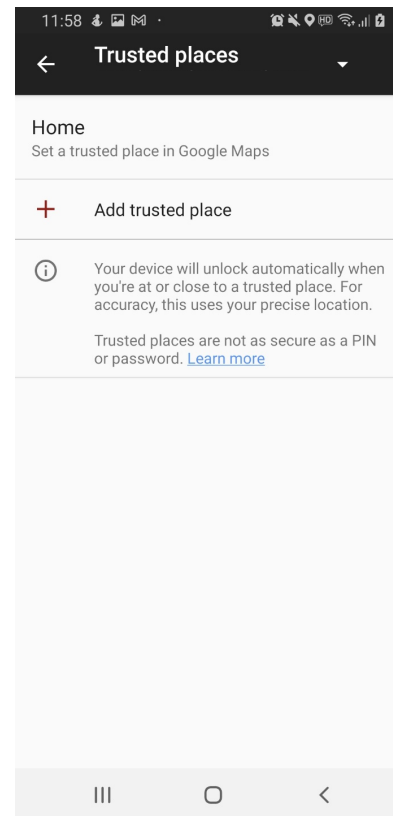 11:58
Trusted places
Home
Set a trusted place in Google Maps
Add trusted place
Your device will unlock automatically when
you're at or close to a trusted place. For
accuracy, this uses your precise location.
Trusted places are not as secure as a PIN
or password. Learn more